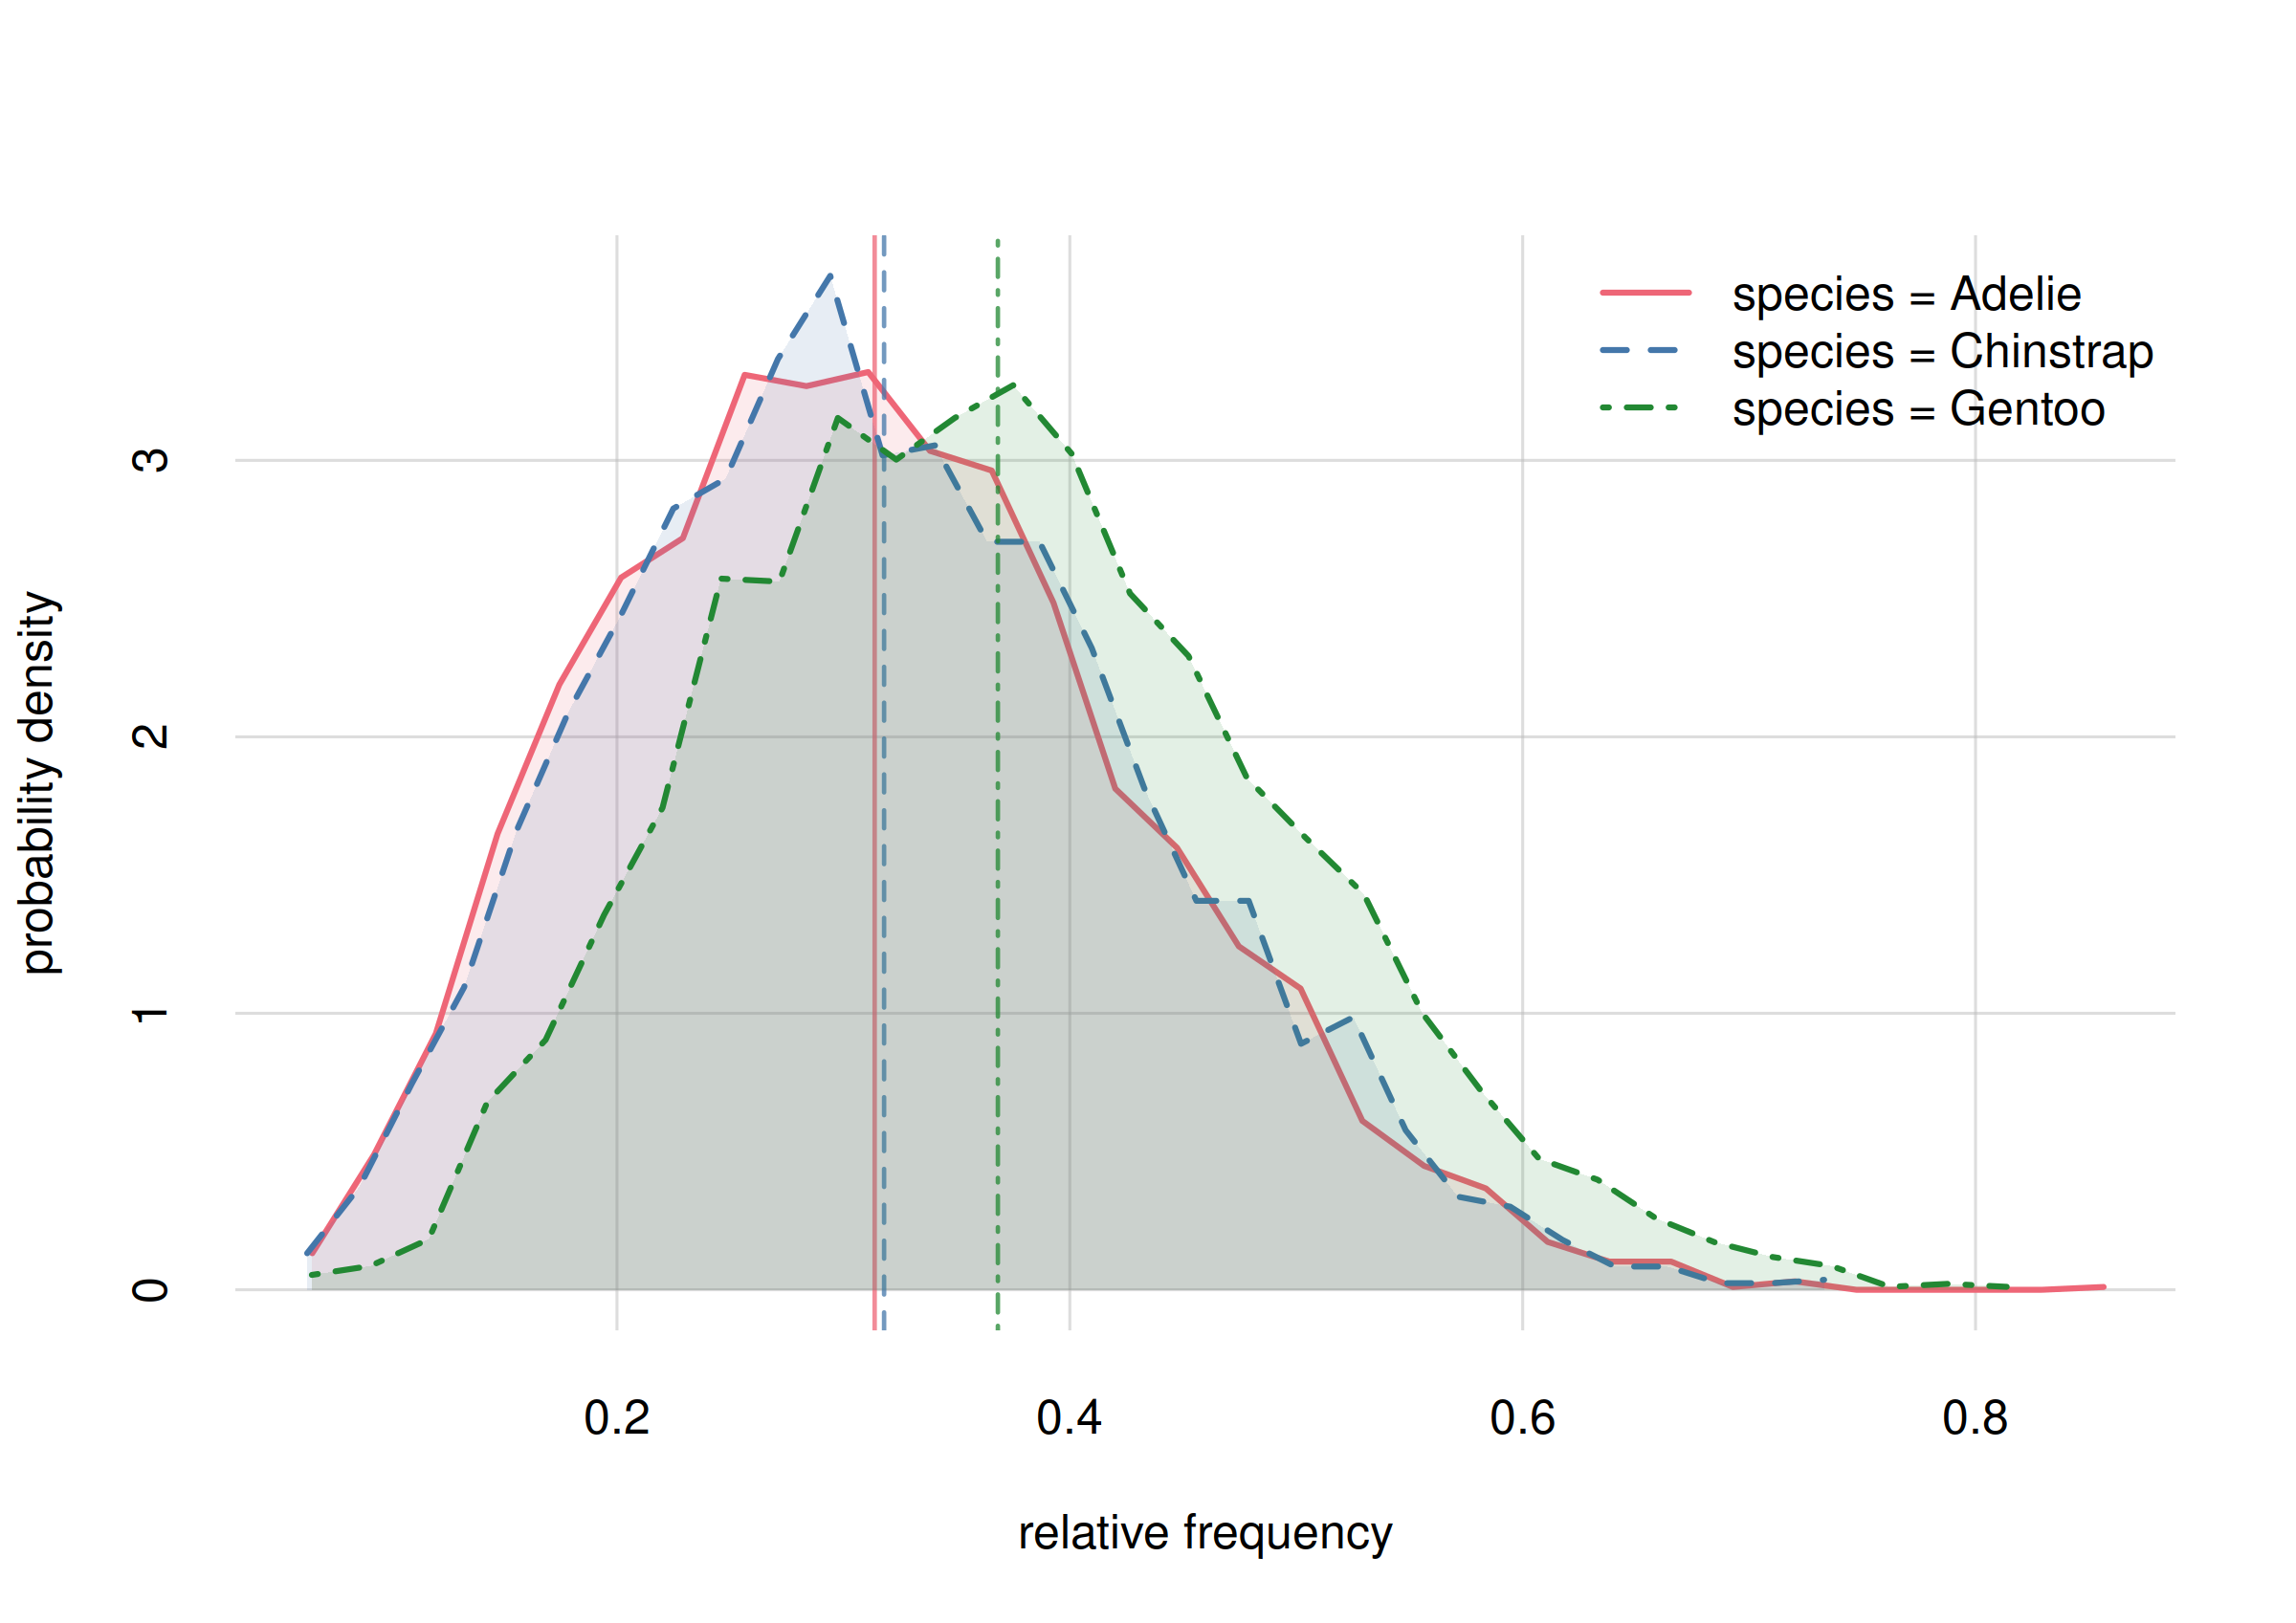 species = Adelie
species = Chinstrap
species = Gentoo
probability density
3
2
1
0
0.2 0.4 0.6 0.8
relative frequency